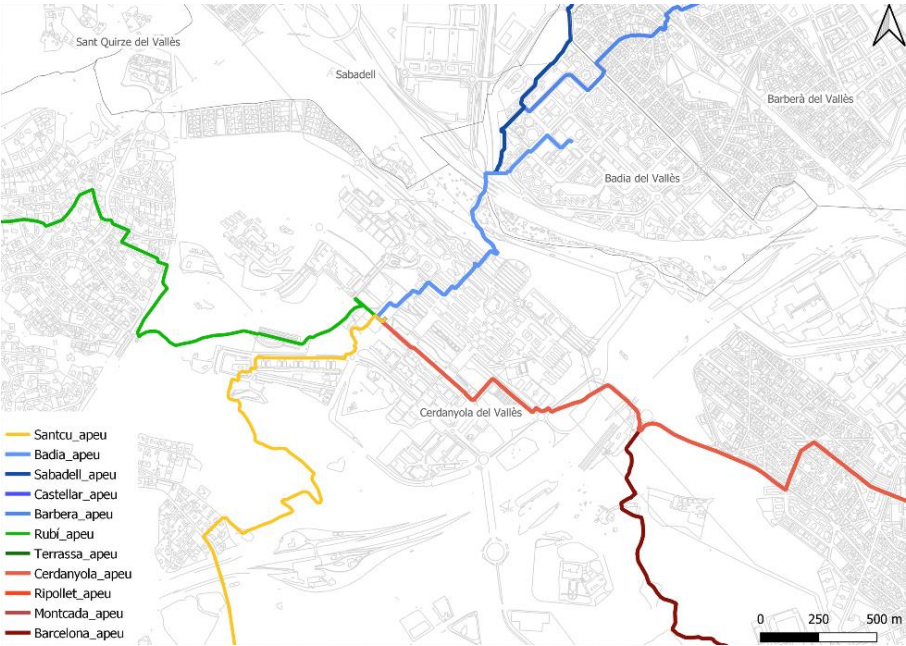 Sant Quirze del Vallès
Sabadell
Barberà del Vallès
Badia del Vallès
Cerdanyola del Vallès
Santcu_apeu
Badia_apeu
Sabadell_apeu
Castellar_apeu
Barbera_apeu
Rubí_apeu
Terrassa_apeu
Cerdanyola_apeu
Ripollet_apeu
Montcada_apeu
Barcelona_apeu
0 250 500 m